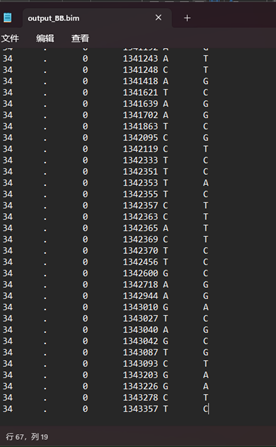 output_BB.bim
文件 编辑 查看
34 . 0 1341192 A G
34 . 0 1341243 A T
34 . 0 1341248 C T
34 . 0 1341418 A G
34 . 0 1341621 T C
34 . 0 1341639 A G
34 . 0 1341702 A G
34 . 0 1341863 T C
34 . 0 1342095 C G
34 . 0 1342119 C T
34 . 0 1342333 T C
34 . 0 1342351 T C
34 . 0 1342353 T A
34 . 0 1342355 T C
34 . 0 1342357 C T
34 . 0 1342363 C T
34 . 0 1342365 A T
34 . 0 1342369 C T
34 . 0 1342370 T C
34 . 0 1342456 T C
34 . 0 1342600 G C
34 . 0 1342718 A G
34 . 0 1342944 A G
34 . 0 1343010 G A
34 . 0 1343027 T C
34 . 0 1343040 A G
34 . 0 1343042 G C
34 . 0 1343087 T G
34 . 0 1343093 C T
34 . 0 1343203 G A
34 . 0 1343226 G A
34 . 0 1343278 C T
34 . 0 1343357 T C
行 67，列 19